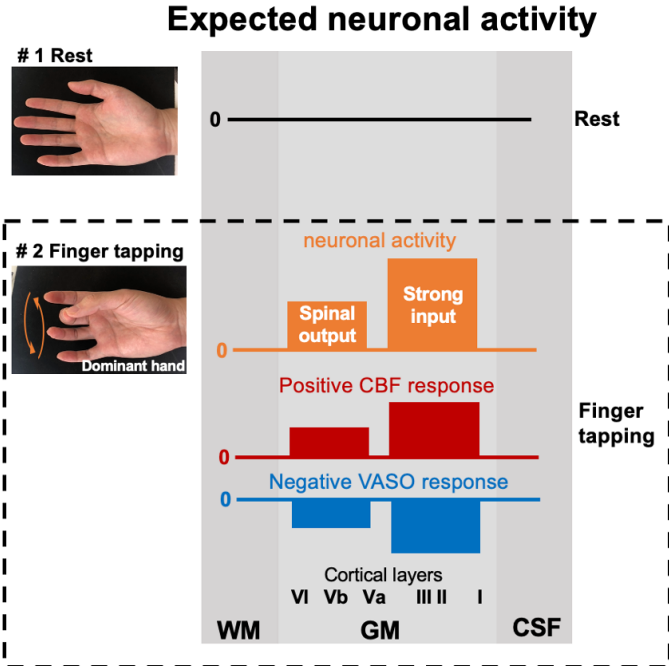 Expected neuronal activity
# 1 Rest
0
Rest
# 2 Finger tapping
Dominant hand
neuronal activity
Spinal
output
Strong
input
0
Positive CBF response
0
Finger
tapping
Negative VASO response
0
Cortical layers
VI Vb Va III II I
WM GM CSF